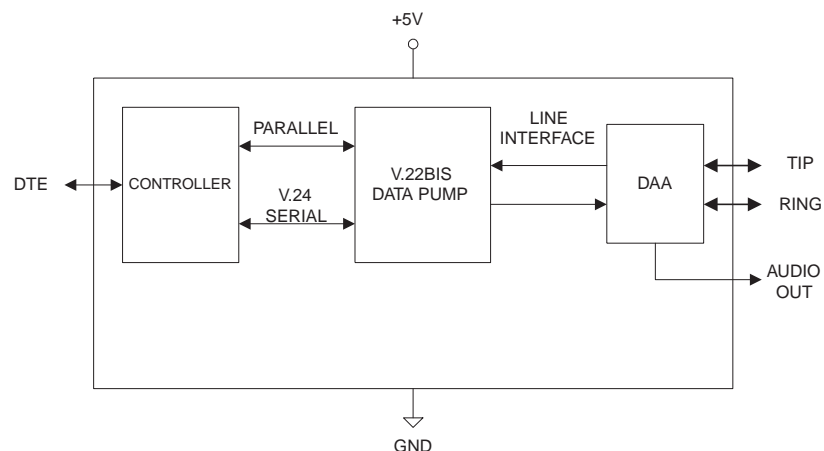 +5V
PARALLEL
LINE
INTERFACE
DTE
CONTROLLER
V.24
SERIAL
V.22BIS
DATA PUMP
DAA
TIP
RING
AUDIO
OUT
GND